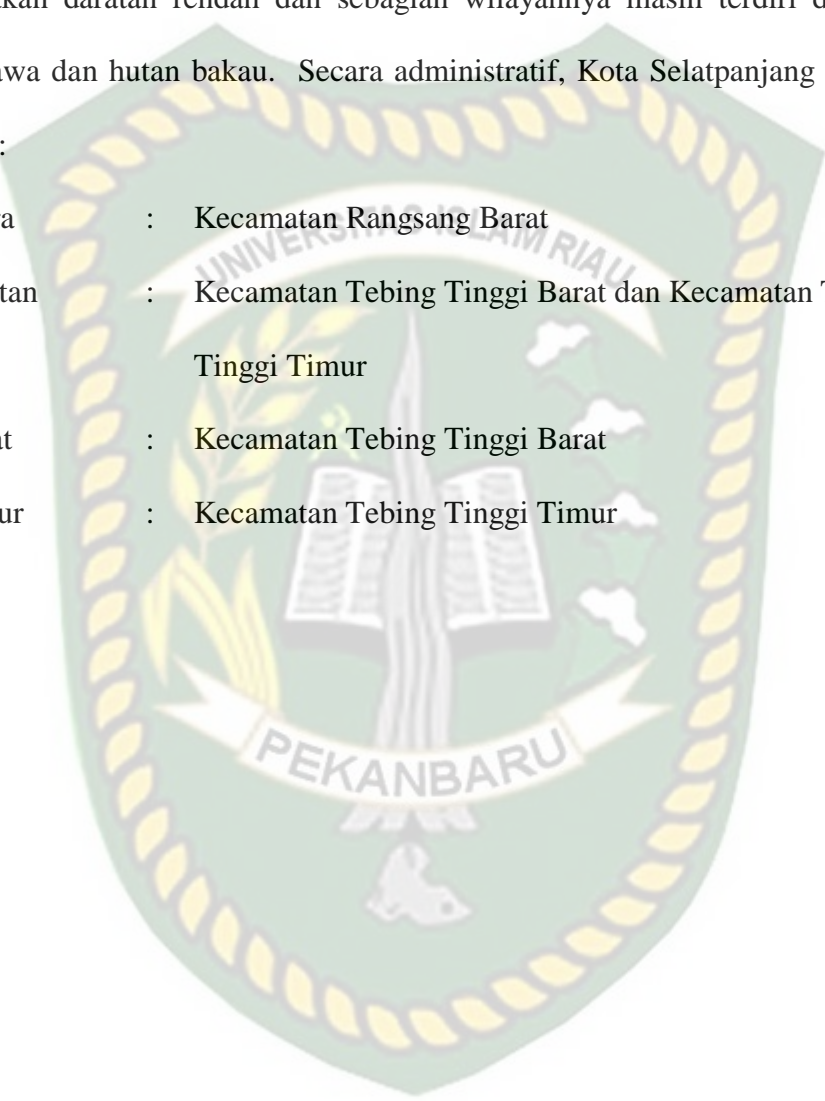 akan daratan rendah dan sebagian wilayahnya masih terdiri d
awa dan hutan bakau. Secara administratif, Kota Selatpanjang
:
ra : Kecamatan Rangsang Barat
tan : Kecamatan Tebing Tinggi Barat dan Kecamatan T
Tinggi Timur
at : Kecamatan Tebing Tinggi Barat
ur : Kecamatan Tebing Tinggi Timur
UNIVERSITAS ISLAM RIAU
PEKANBARU